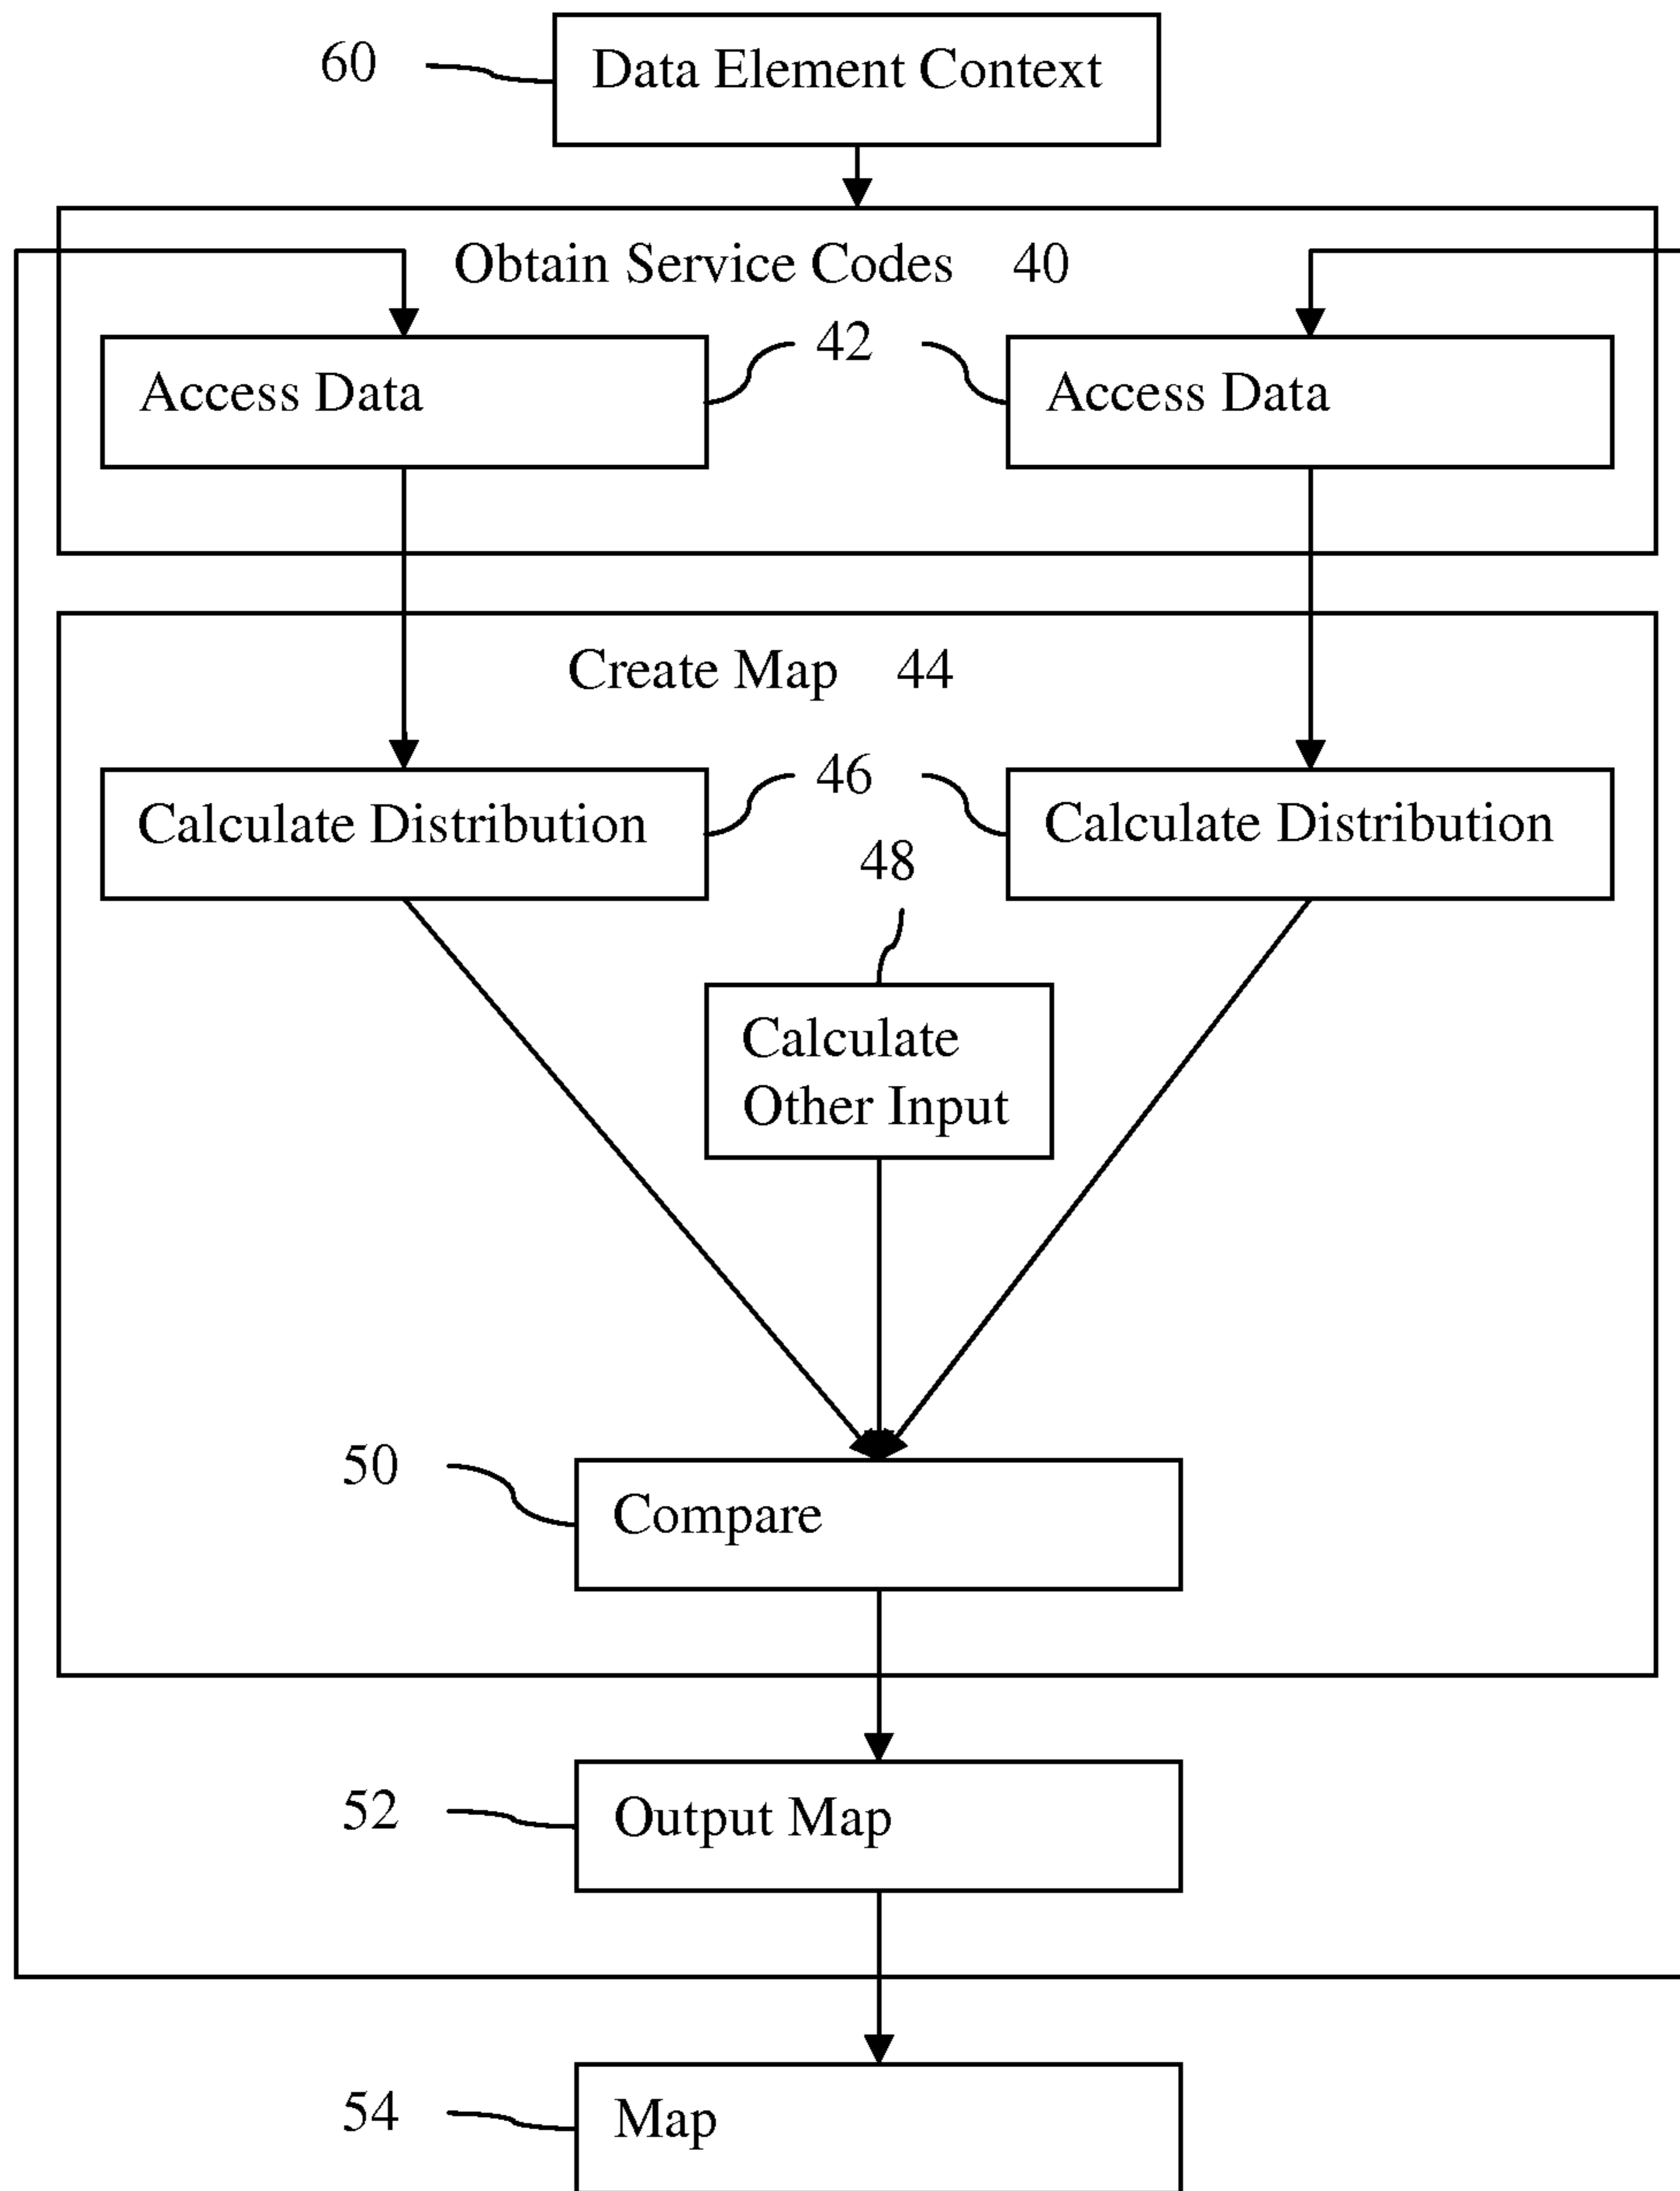 60
Data Element Context
Obtain Service Codes 40
42
Access Data
Access Data
Create Map 44
46
Calculate Distribution
Calculate Distribution
48
Calculate
Other Input
50
Compare
52
Output Map
54
Map